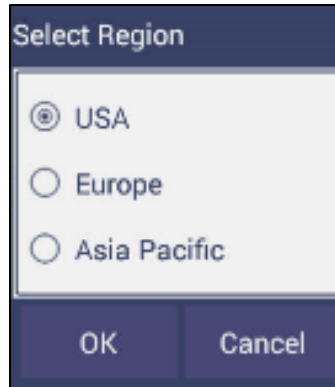 Select Region
USA
Europe
Asia Pacific
OK
Cancel